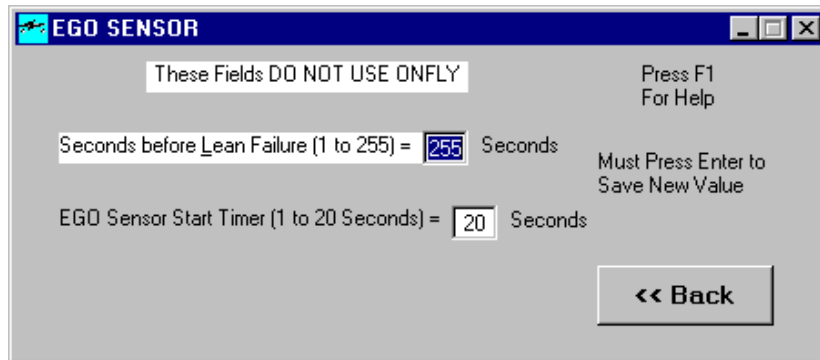 EGO SENSOR
These Fields DO NOT USE ONFLY
Press F1
For Help
Seconds before Lean Failure (1 to 255) = 255 Seconds
Must Press Enter to
Save New Value
EGO Sensor Start Timer (1 to 20 Seconds) = 20 Seconds
<< Back